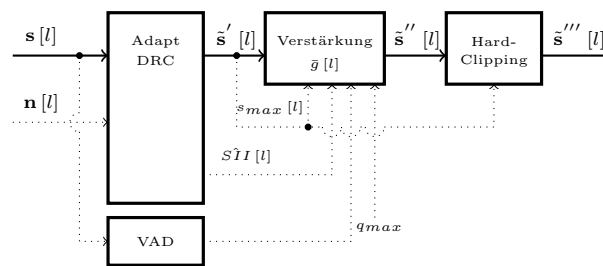 s [l]
Adapt DRC
s̃′ [l]
Verstärkung
ḡ [l]
s̃″ [l]
Hard-Clipping
s̃‴ [l]
n [l]
s_max [l]
SÎI [l]
VAD
q_max